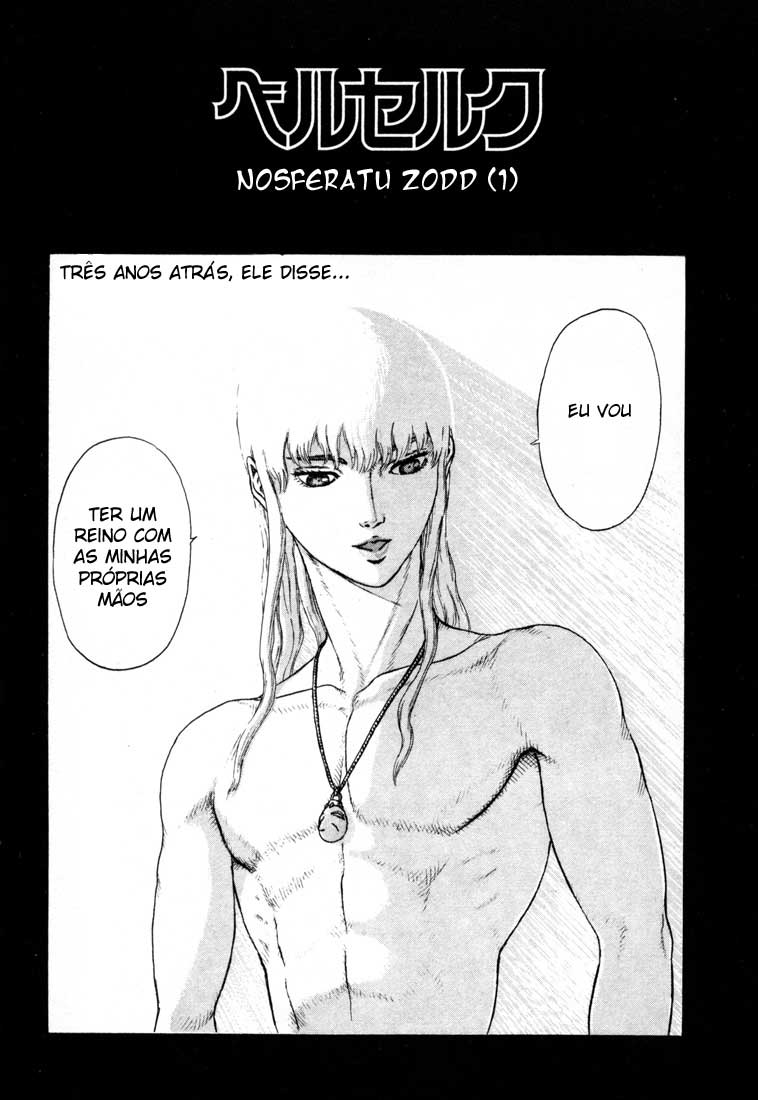 ベルセルク
NOSFERATU ZODD (1)
TRÊS ANOS ATRÁS, ELE DISSE...
EU VOU
TER UM
REINO COM
AS MINHAS
PRÓPRIAS
MÃOS